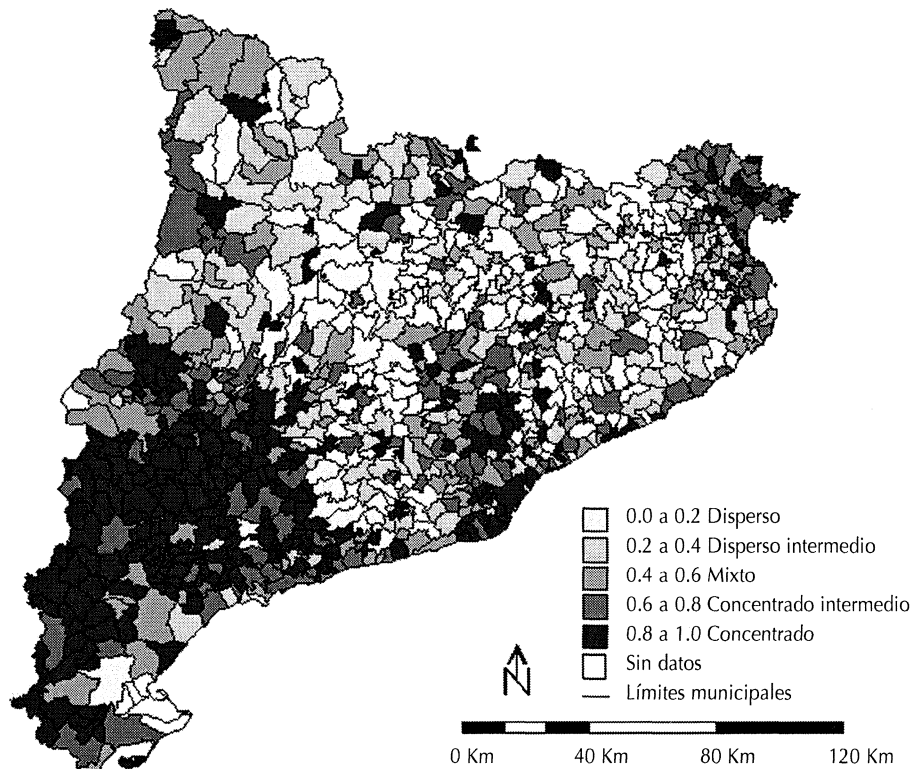 0.0 a 0.2 Disperso
0.2 a 0.4 Disperso intermedio
0.4 a 0.6 Mixto
0.6 a 0.8 Concentrado intermedio
0.8 a 1.0 Concentrado
Sin datos
Límites municipales
N
0 Km 40 Km 80 Km 120 Km